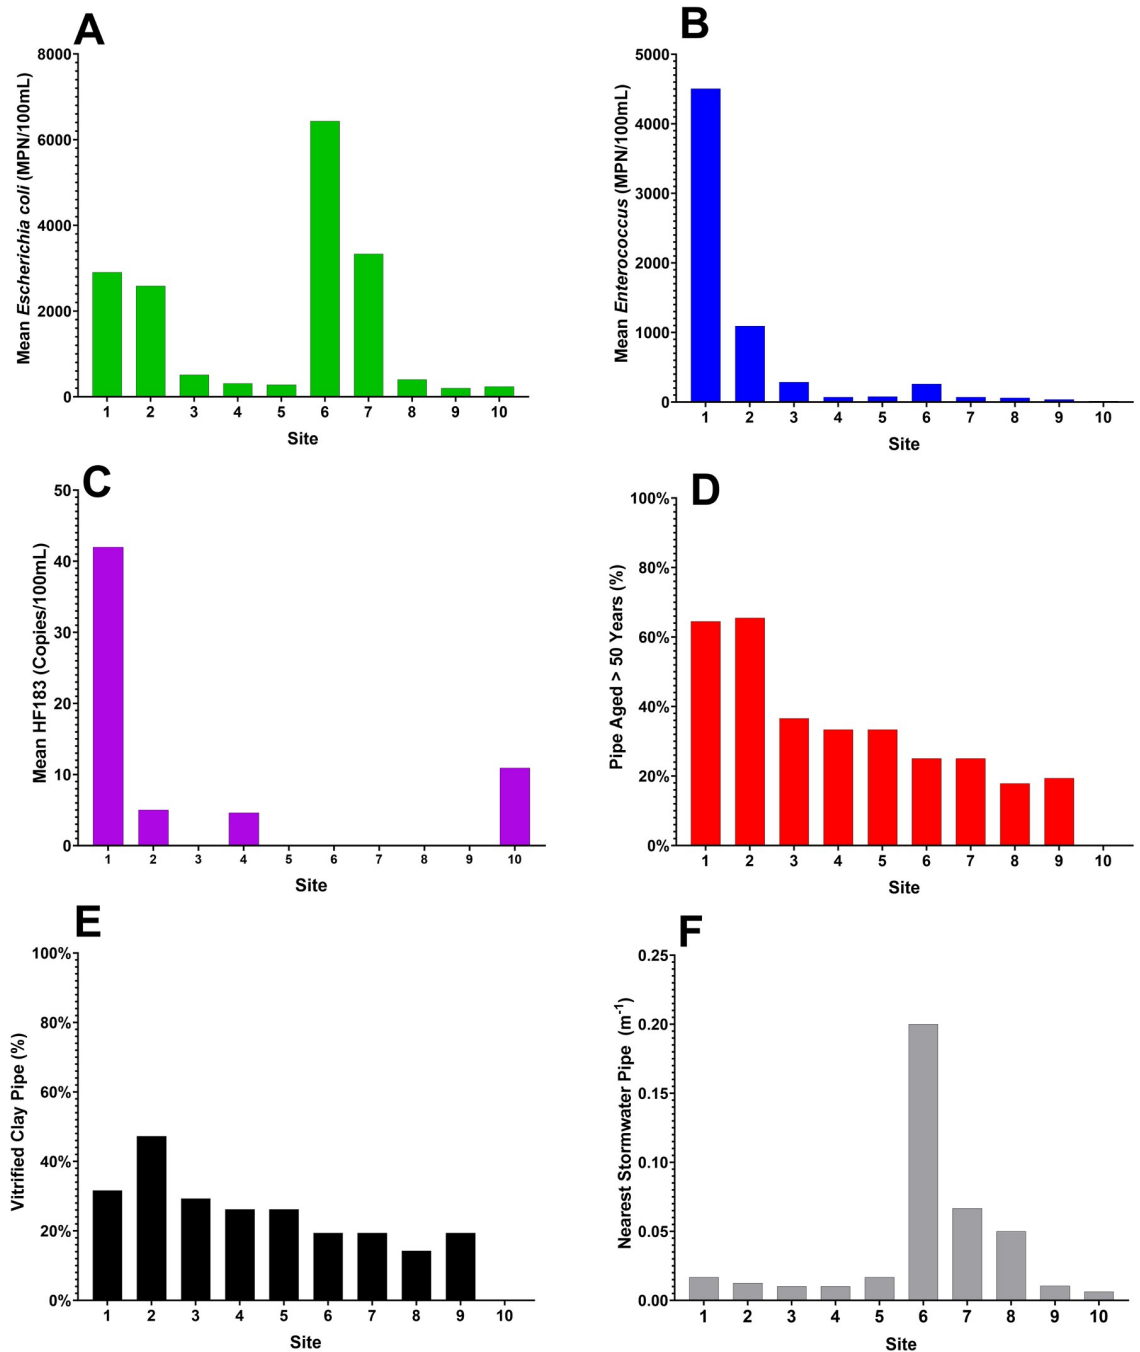 A
Mean Escherichia coli (MPN/100mL)
8000
6000
4000
2000
0
1 2 3 4 5 6 7 8 9 10
Site
B
Mean Enterococcus (MPN/100mL)
5000
4000
3000
2000
1000
0
1 2 3 4 5 6 7 8 9 10
Site
C
Mean HF183 (Copies/100mL)
50
40
30
20
10
0
1 2 3 4 5 6 7 8 9 10
Site
D
Pipe Aged > 50 Years (%)
100%
80%
60%
40%
20%
0%
1 2 3 4 5 6 7 8 9 10
Site
E
Vitrified Clay Pipe (%)
100%
80%
60%
40%
20%
0%
1 2 3 4 5 6 7 8 9 10
Site
F
Nearest Stormwater Pipe (m⁻¹)
0.25
0.20
0.15
0.10
0.05
0.00
1 2 3 4 5 6 7 8 9 10
Site